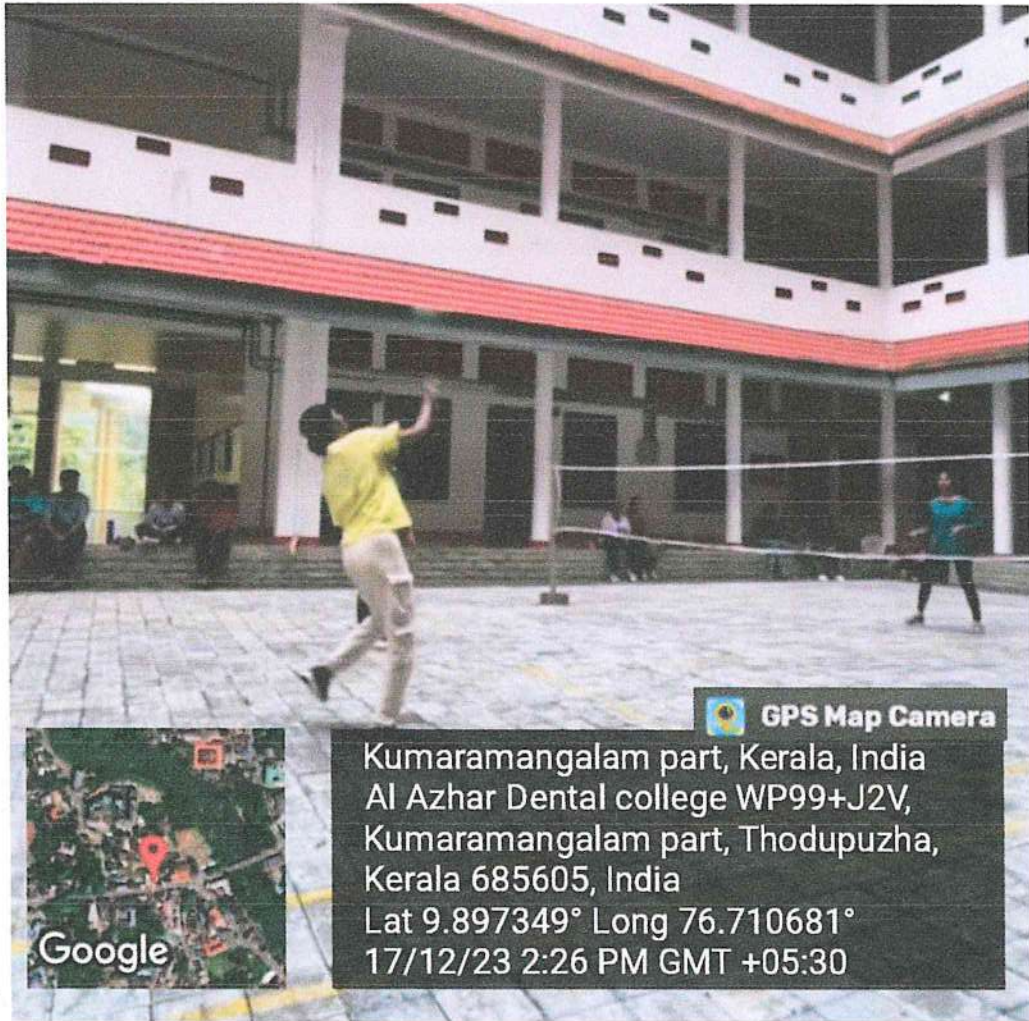 GPS Map Camera
Kumaramangalam part, Kerala, India
Al Azhar Dental college WP99+J2V,
Kumaramangalam part, Thodupuzha,
Kerala 685605, India
Lat 9.897349° Long 76.710681°
17/12/23 2:26 PM GMT +05:30
Google